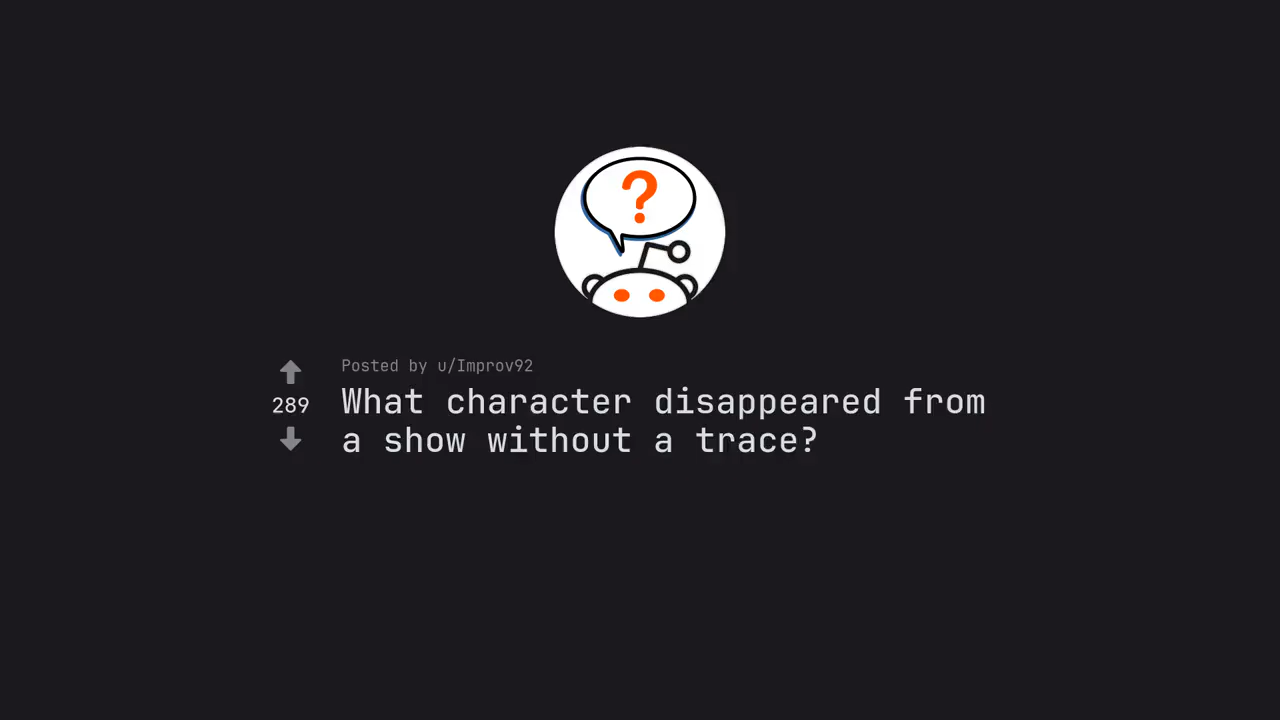 ?
Posted by u/Improv92
289
What character disappeared from
a show without a trace?